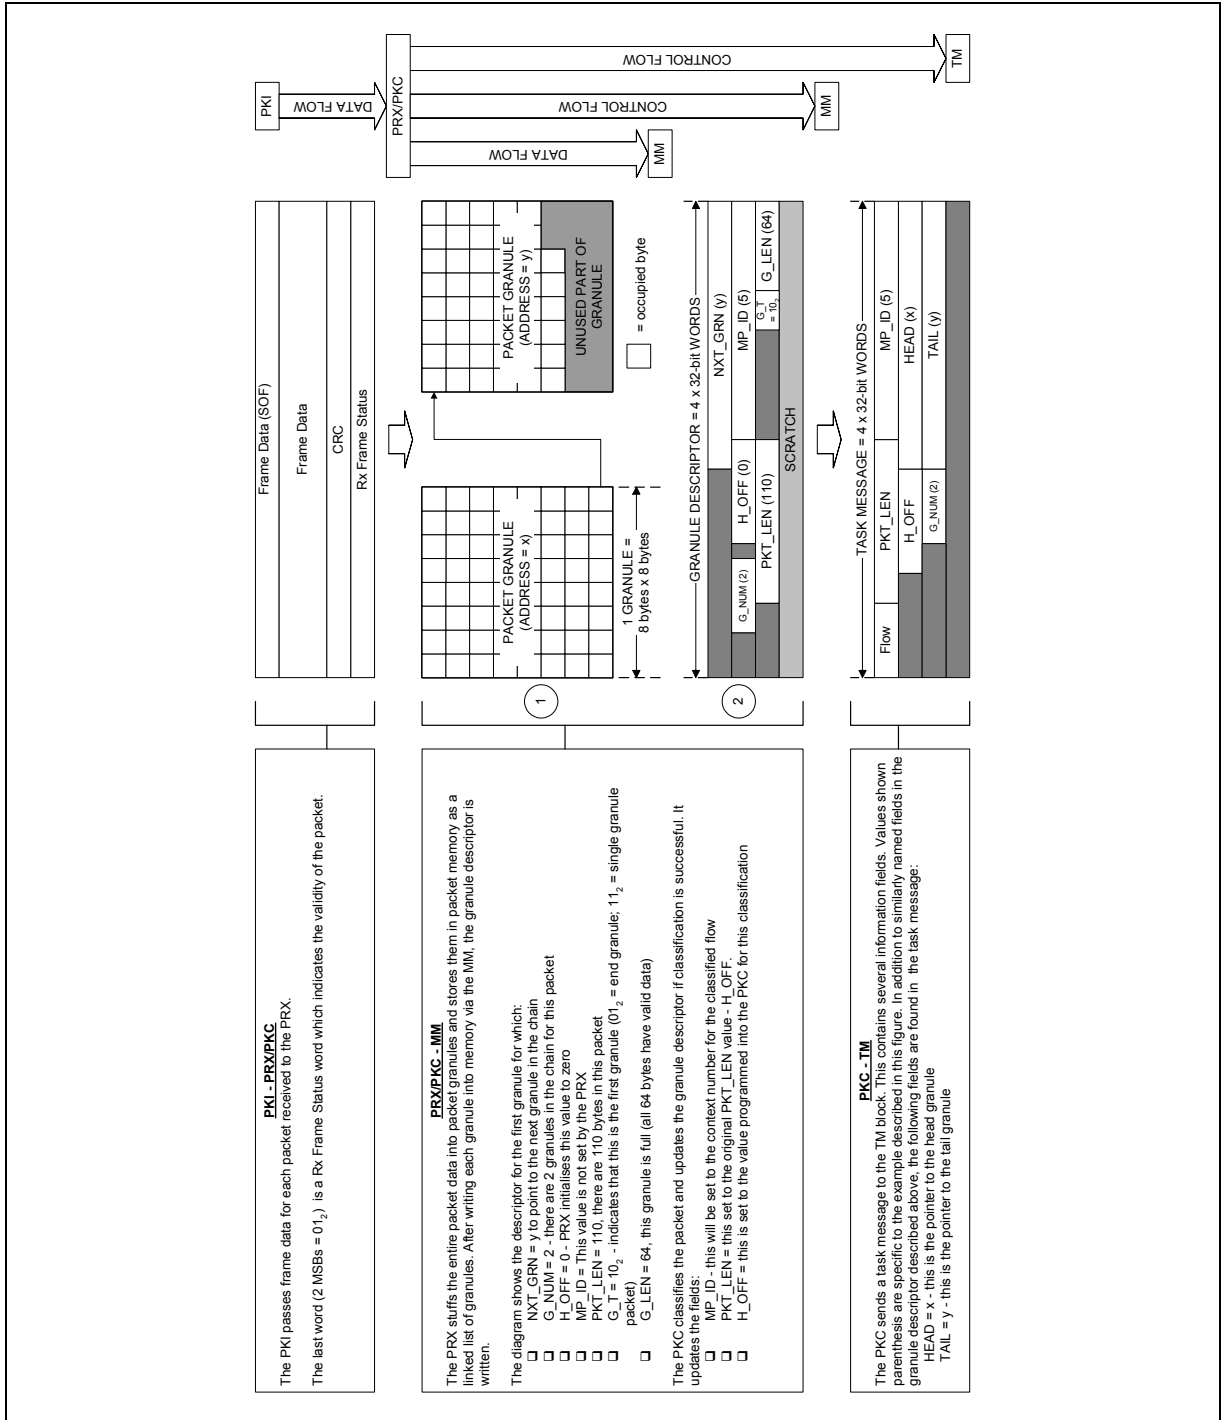 PKI - PRX/PKC
The PKI passes frame data for each packet received to the PRX.
The last word (2 MSBs = 01₂) is a Rx Frame Status word which indicates the validity of the packet.
Frame Data (SOF)
Frame Data
CRC
Rx Frame Status
PKI
DATA FLOW
PRX/PKC
DATA FLOW
MM
CONTROL FLOW
MM
CONTROL FLOW
TM
PRX/PKC - MM
The PRX stuffs the entire packet data into packet granules and stores them in packet memory as a
linked list of granules. After writing each granule into memory via the MM, the granule descriptor is
written.
The diagram shows the descriptor for the first granule for which:
❑ NXT_GRN = y to point to the next granule in the chain
❑ G_NUM = 2 - there are 2 granules in the chain for this packet
❑ H_OFF = 0 - PRX initialises this value to zero
❑ MP_ID = This value is not set by the PRX
❑ PKT_LEN = 110, there are 110 bytes in this packet
❑ G_T = 10₂ - indicates that this is the first granule (01₂ = end granule; 11₂ = single granule
packet)
❑ G_LEN = 64, this granule is full (all 64 bytes have valid data)
The PKC classifies the packet and updates the granule descriptor if classification is successful. It
updates the fields:
❑ MP_ID - this will be set to the context number for the classified flow
❑ PKT_LEN = this set to the original PKT_LEN value - H_OFF.
❑ H_OFF = this is set to the value programmed into the PKC for this classification
1
PACKET GRANULE
(ADDRESS = x)
PACKET GRANULE
(ADDRESS = y)
UNUSED PART OF
GRANULE
1 GRANULE =
8 bytes x 8 bytes
= occupied byte
2
GRANULE DESCRIPTOR = 4 x 32-bit WORDS
NXT_GRN (y)
G_NUM (2)
H_OFF (0)
MP_ID (5)
PKT_LEN (110)
G_T
= 10₂
G_LEN (64)
SCRATCH
PKC - TM
The PKC sends a task message to the TM block. This contains several information fields. Values shown
parenthesis are specific to the example described in this figure. In addition to similarly named fields in the
granule descriptor described above, the following fields are found in the task message:
HEAD = x - this is the pointer to the head granule
TAIL = y - this is the pointer to the tail granule
TASK MESSAGE = 4 x 32-bit WORDS
Flow
PKT_LEN
MP_ID (5)
H_OFF
HEAD (x)
G_NUM (2)
TAIL (y)